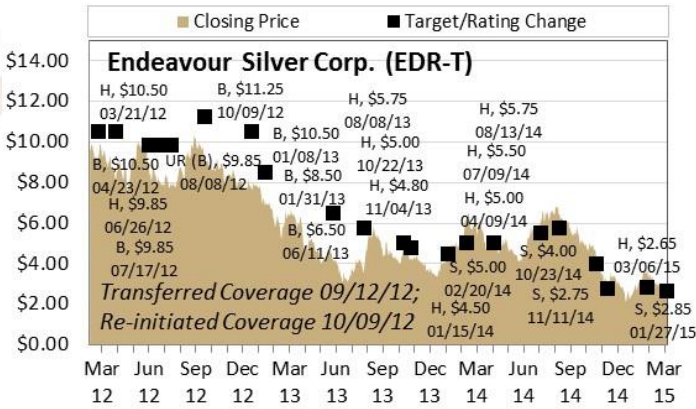 Closing Price
Target/Rating Change
$14.00
$12.00
$10.00
$8.00
$6.00
$4.00
$2.00
$0.00
Endeavour Silver Corp. (EDR-T)
H, $10.50
03/21/12
B, $10.50
04/23/12
H, $9.85
06/26/12
B, $9.85
07/17/12
UR (B), $9.85
08/08/12
B, $11.25
10/09/12
B, $10.50
01/08/13
B, $8.50
01/31/13
B, $6.50
06/11/13
H, $5.75
08/08/13
H, $5.00
10/22/13
H, $4.80
11/04/13
H, $4.50
01/15/14
S, $5.00
02/20/14
H, $5.00
04/09/14
H, $5.50
07/09/14
H, $5.75
08/13/14
S, $4.00
10/23/14
S, $2.75
11/11/14
S, $2.85
01/27/15
H, $2.65
03/06/15
Transferred Coverage 09/12/12;
Re-initiated Coverage 10/09/12
Mar Jun Sep Dec Mar Jun Sep Dec Mar Jun Sep Dec Mar
12 12 12 12 13 13 13 13 14 14 14 14 15